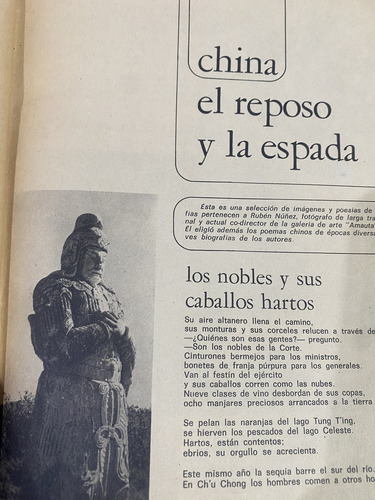 china
el reposo
y la espada
Esta es una selección de imágenes y poesías de
fías pertenecen a Rubén Núñez, fotógrafo de larga tra
nal y actual co-director de la galería de arte "Amauta
El eligió además los poemas chinos de épocas divers
ves biografías de los autores.
los nobles y sus
caballos hartos
Su aire altanero llena el camino,
sus monturas y sus corceles relucen a través de
—¿Quiénes son esas gentes?— pregunto.
—Son los nobles de la Corte.
Cinturones bermejos para los ministros,
bonetes de franja púrpura para los generales.
Van al festín del ejército
y sus caballos corren como las nubes.
Nueve clases de vino desbordan de sus copas,
ocho manjares preciosos arrancados a la tierra
Se pelan las naranjas del lago Tung T'ing,
se hierven los pescados del lago Celeste.
Hartos, están contentos;
ebrios, su orgullo se acrecienta.
Este mismo año la sequía barre el sur del río.
En Ch'u Chong los hombres comen a otros ho